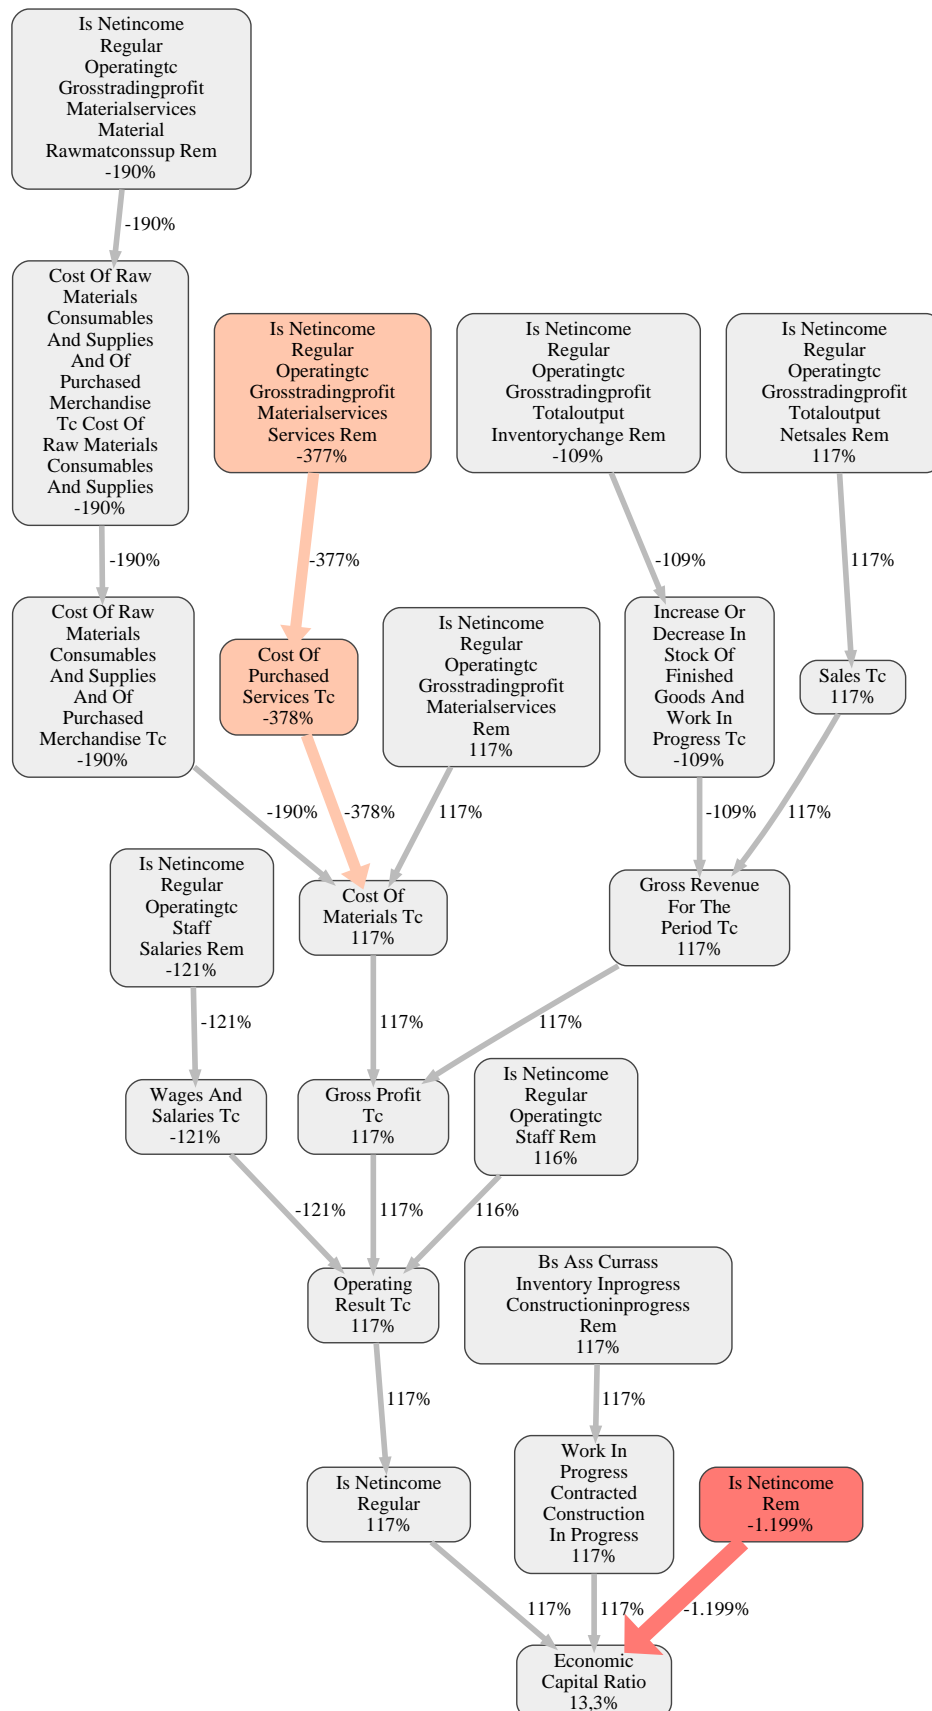 Is Netincome
Regular
Operatingtc
Grosstradingprofit
Materialservices
Material
Rawmatconssup Rem
-190%
-190%
Cost Of Raw
Materials
Consumables
And Supplies
And Of
Purchased
Merchandise
Tc Cost Of
Raw Materials
Consumables
And Supplies
-190%
Is Netincome
Regular
Operatingtc
Grosstradingprofit
Materialservices
Services Rem
-377%
Is Netincome
Regular
Operatingtc
Grosstradingprofit
Totaloutput
Inventorychange Rem
-109%
Is Netincome
Regular
Operatingtc
Grosstradingprofit
Totaloutput
Netsales Rem
117%
-190%
-377%
-109%
117%
Cost Of Raw
Materials
Consumables
And Supplies
And Of
Purchased
Merchandise Tc
-190%
Cost Of
Purchased
Services Tc
-378%
Is Netincome
Regular
Operatingtc
Grosstradingprofit
Materialservices
Rem
117%
Increase Or
Decrease In
Stock Of
Finished
Goods And
Work In
Progress Tc
-109%
Sales Tc
117%
-190%
-378%
117%
-109%
117%
Is Netincome
Regular
Operatingtc
Staff
Salaries Rem
-121%
Cost Of
Materials Tc
117%
Gross Revenue
For The
Period Tc
117%
-121%
117%
117%
Wages And
Salaries Tc
-121%
Gross Profit
Tc
117%
Is Netincome
Regular
Operatingtc
Staff Rem
116%
-121%
117%
116%
Operating
Result Tc
117%
Bs Ass Currass
Inventory Inprogress
Constructioninprogress
Rem
117%
117%
117%
Is Netincome
Regular
117%
Work In
Progress
Contracted
Construction
In Progress
117%
Is Netincome
Rem
-1.199%
117%
117%
-1.199%
Economic
Capital Ratio
13,3%